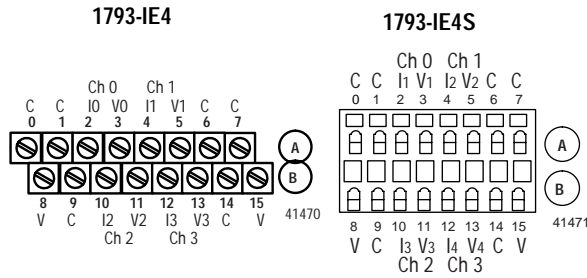 1793-IE4
Ch 0 Ch 1
C C I0 V0 I1 V1 C C
0 1 2 3 4 5 6 7
A
B
8 9 10 11 12 13 14 15
V C I2 V2 I3 V3 C V
Ch 2 Ch 3
41470
1793-IE4S
Ch 0 Ch 1
C C I1 V1 I2 V2 C C
0 1 2 3 4 5 6 7
A
B
8 9 10 11 12 13 14 15
V C I3 V3 I4 V4 C V
Ch 2 Ch 3
41471